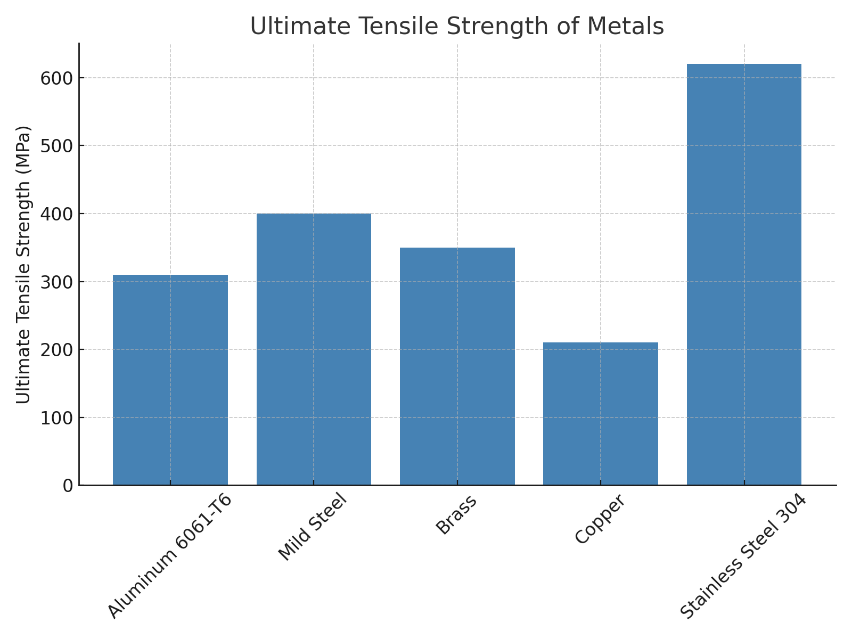 Ultimate Tensile Strength of Metals
Ultimate Tensile Strength (MPa)
600
500
400
300
200
100
0
Aluminum 6061-T6
Mild Steel
Brass
Copper
Stainless Steel 304